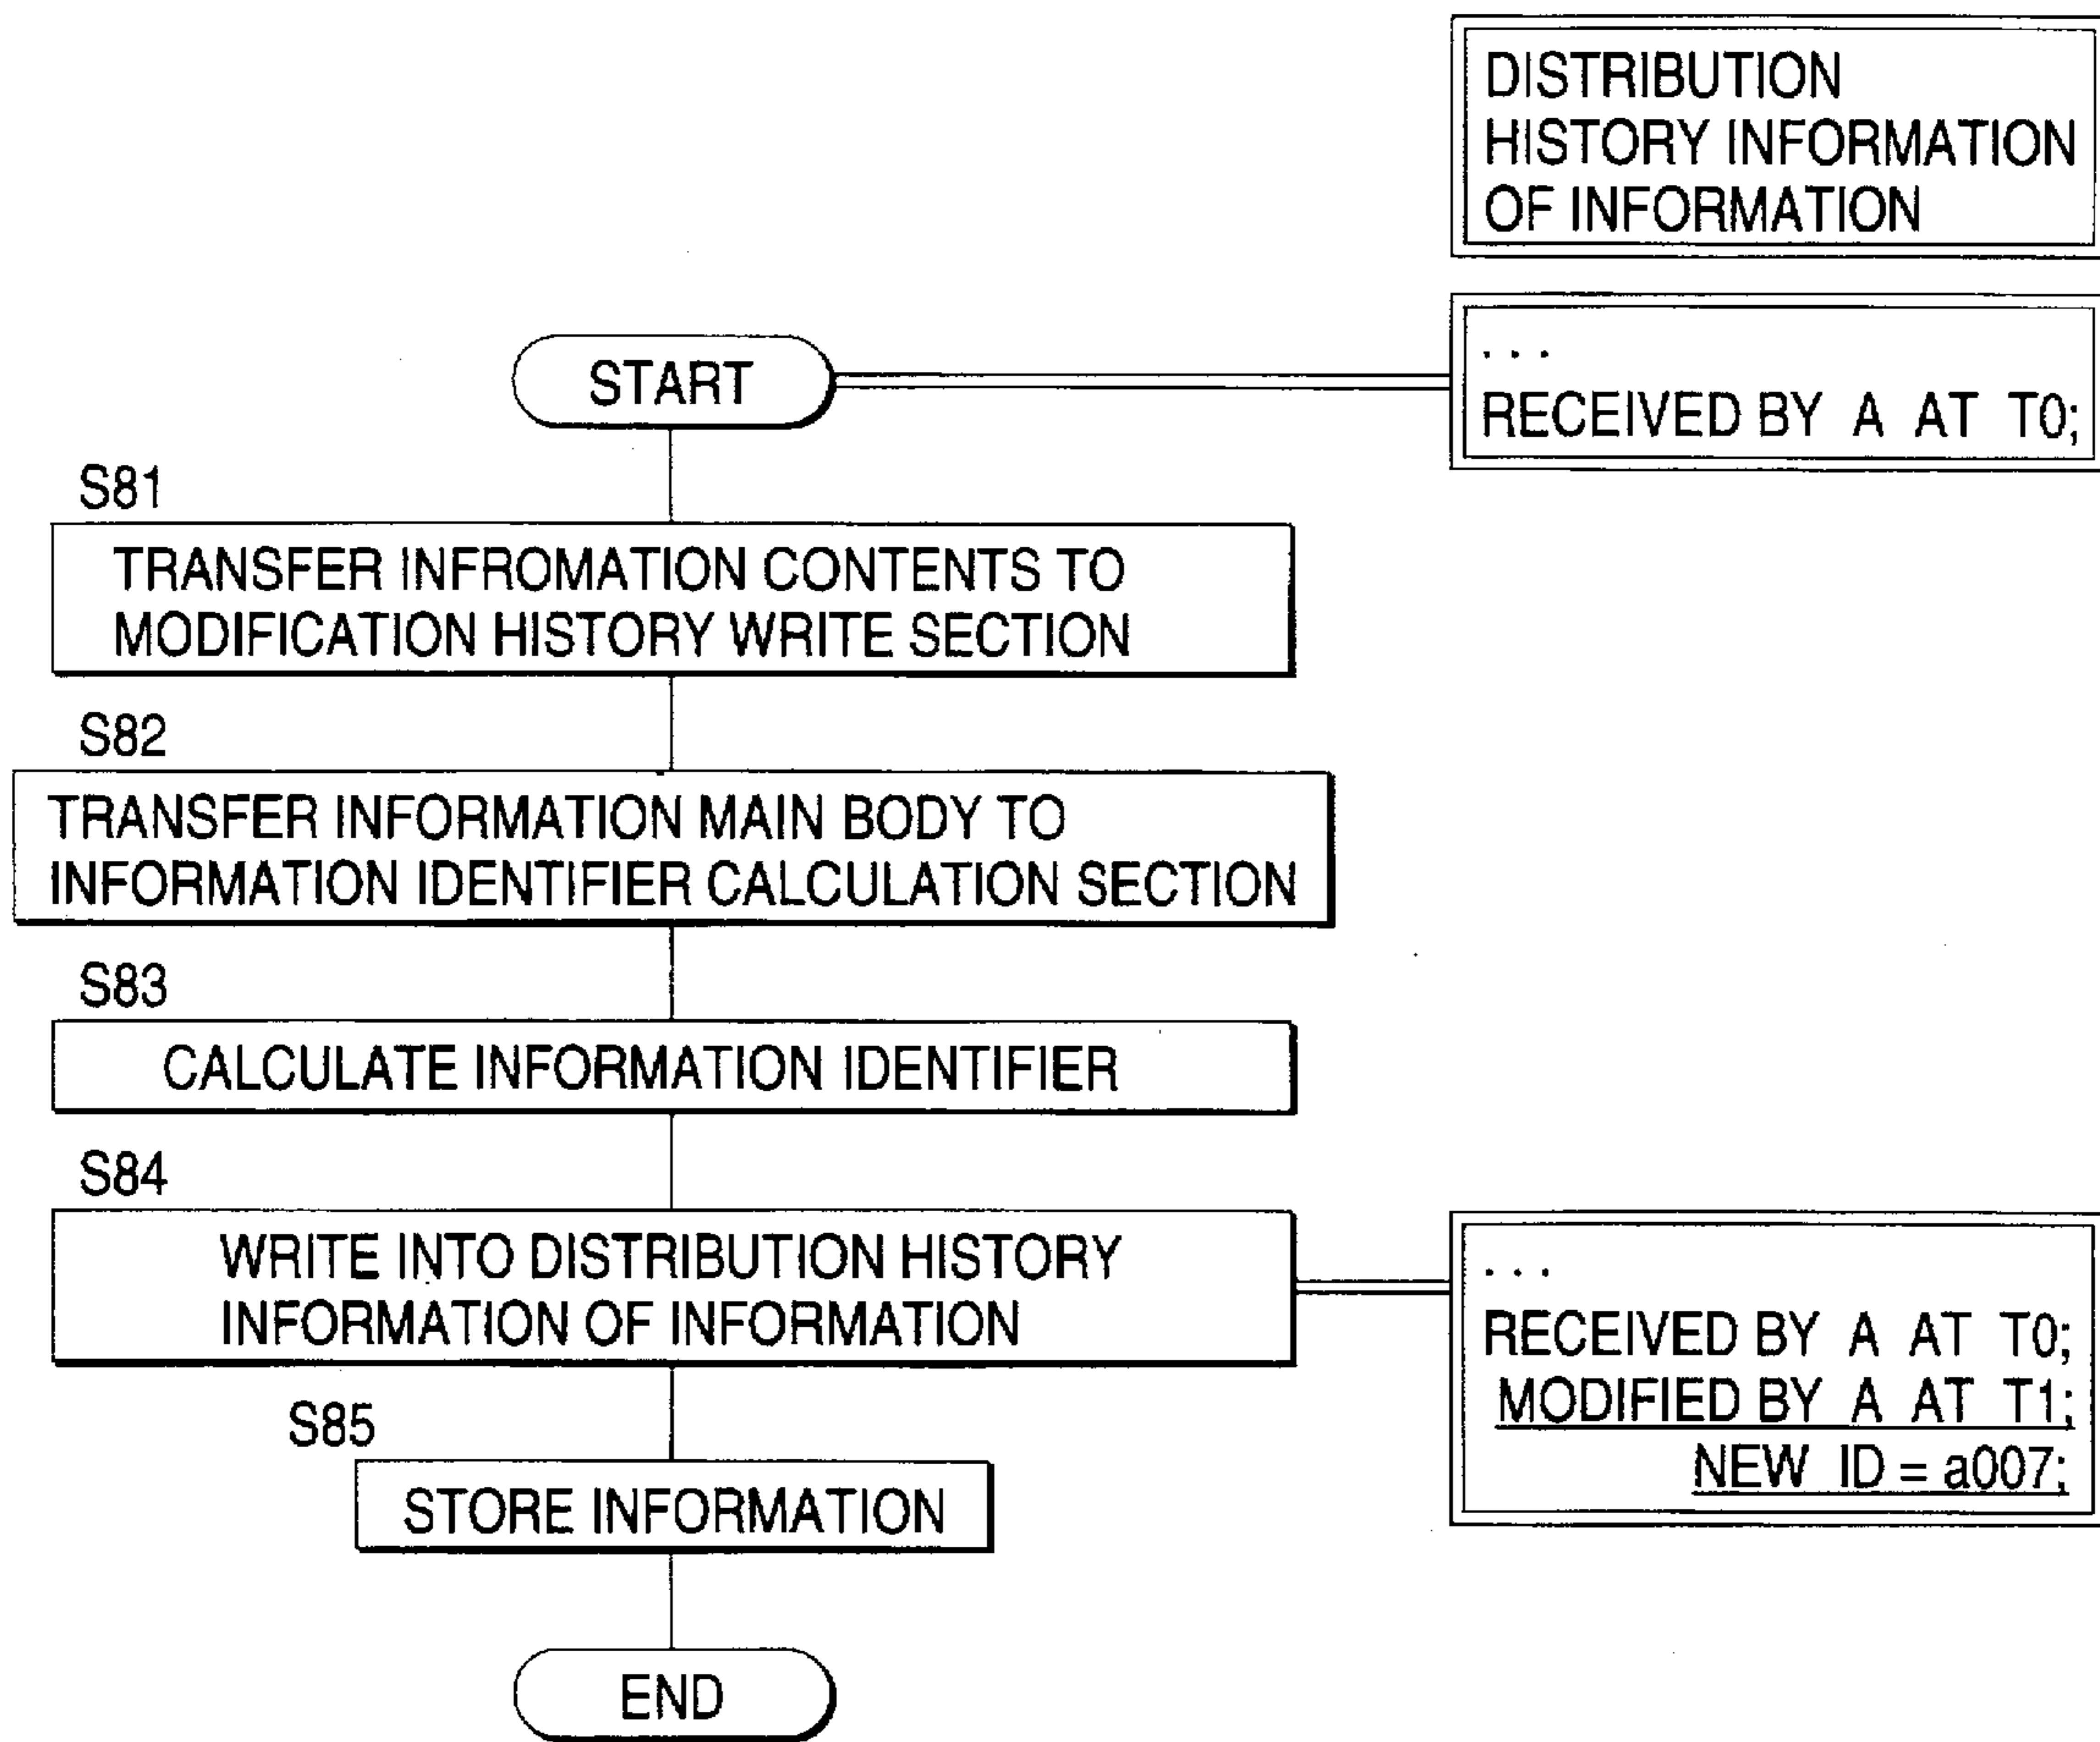 DISTRIBUTION
HISTORY INFORMATION
OF INFORMATION
START
. . .
RECEIVED BY A AT T0;
S81
TRANSFER INFROMATION CONTENTS TO
MODIFICATION HISTORY WRITE SECTION
S82
TRANSFER INFORMATION MAIN BODY TO
INFORMATION IDENTIFIER CALCULATION SECTION
S83
CALCULATE INFORMATION IDENTIFIER
S84
WRITE INTO DISTRIBUTION HISTORY
INFORMATION OF INFORMATION
. . .
RECEIVED BY A AT T0;
MODIFIED BY A AT T1;
NEW ID = a007;
S85
STORE INFORMATION
END